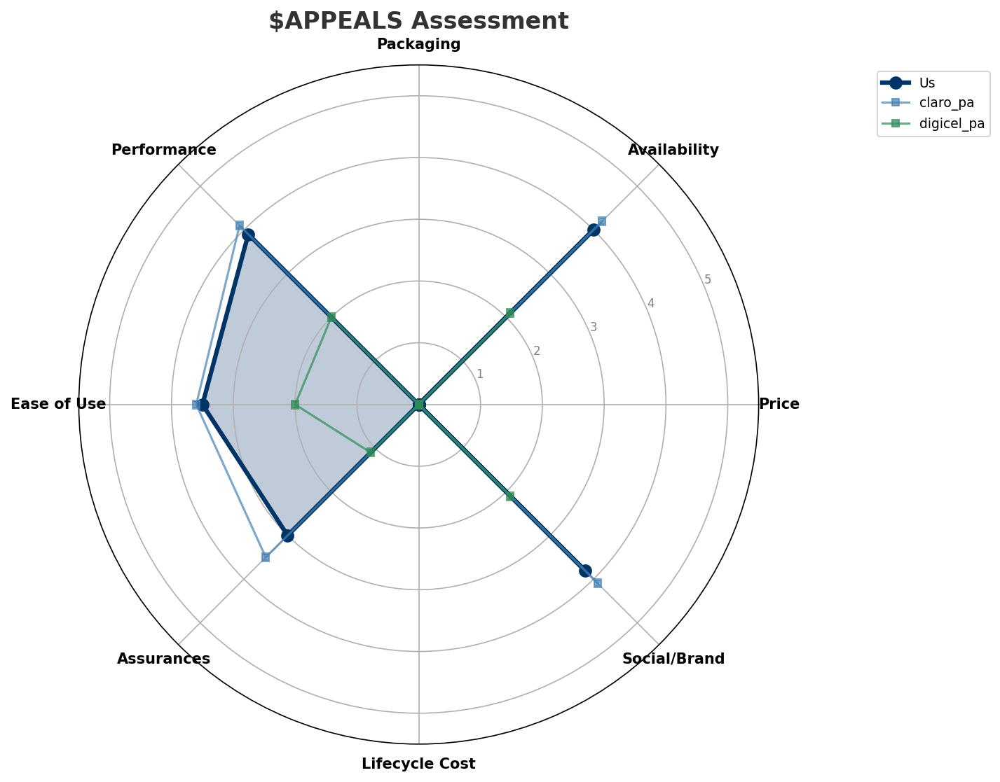 $APPEALS Assessment
Packaging
Us
claro_pa
digicel_pa
Performance
Availability
5
4
3
2
1
Ease of Use
Price
Assurances
Social/Brand
Lifecycle Cost